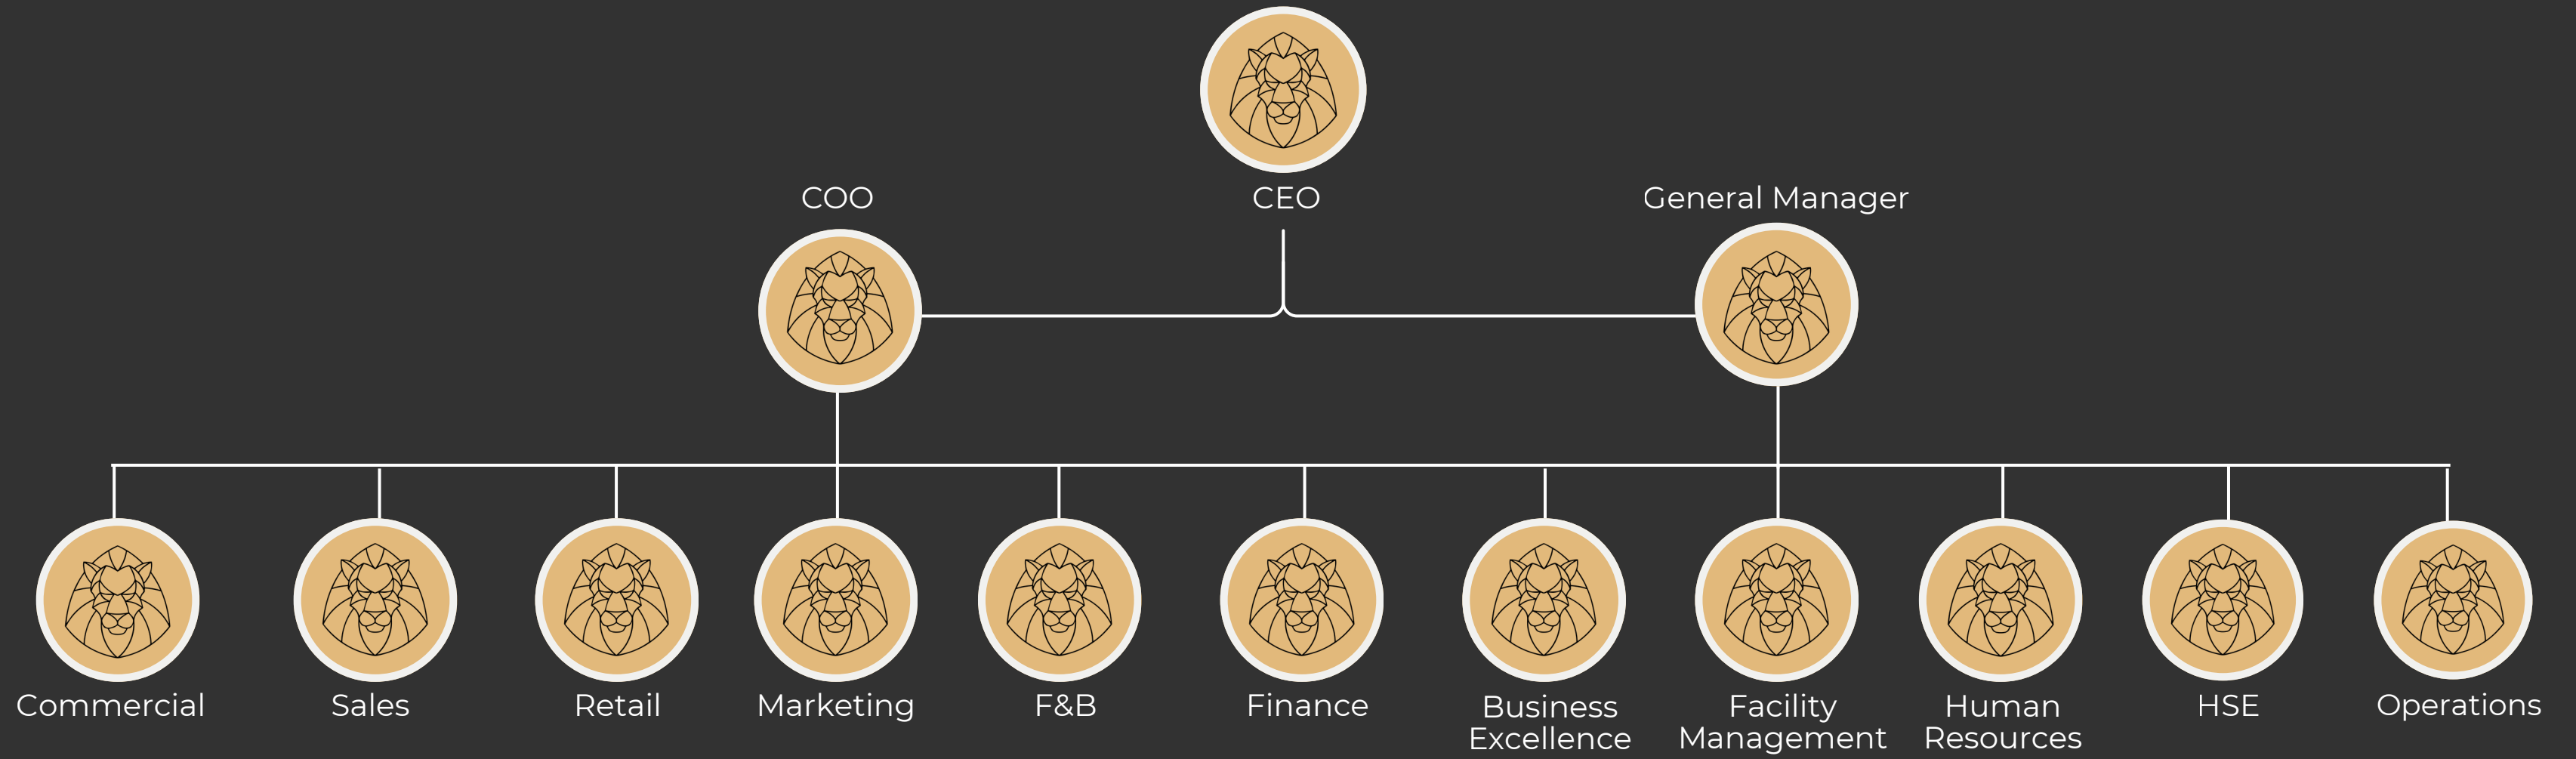 CEO
COO
General Manager
Commercial
Sales
Retail
Marketing
F&B
Finance
Business
Excellence
Facility
Management
Human
Resources
HSE
Operations